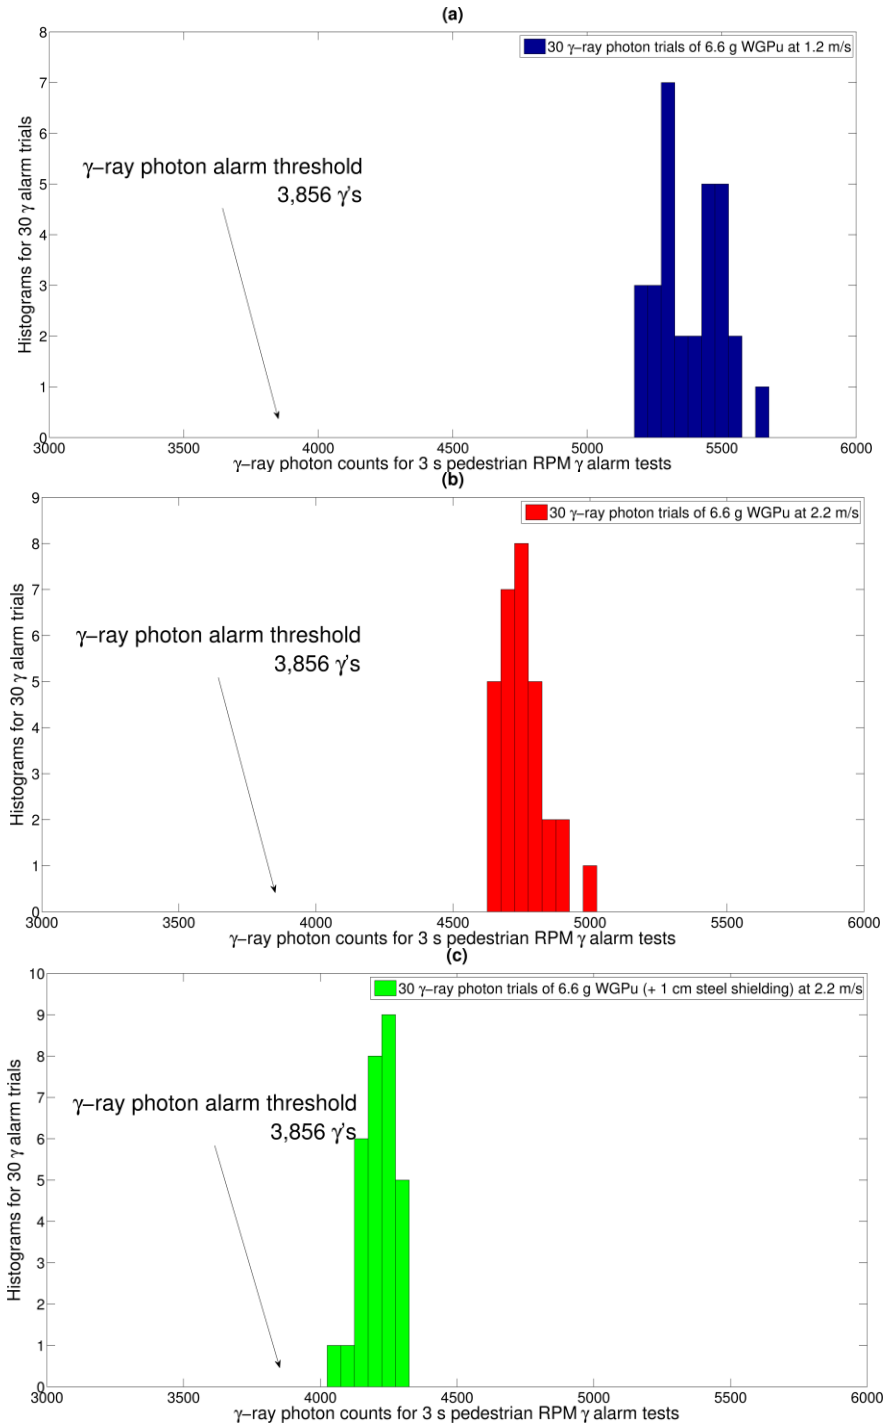 (a)
8
30 γ−ray photon trials of 6.6 g WGPu at 1.2 m/s
7
6
γ−ray photon alarm threshold
3,856 γ's
5
4
3
2
1
0
Histograms for 30 γ alarm trials
3000 3500 4000 4500 5000 5500 6000
γ−ray photon counts for 3 s pedestrian RPM γ alarm tests
(b)
9
30 γ−ray photon trials of 6.6 g WGPu at 2.2 m/s
8
7
6
γ−ray photon alarm threshold
3,856 γ's
5
4
3
2
1
0
Histograms for 30 γ alarm trials
3000 3500 4000 4500 5000 5500 6000
γ−ray photon counts for 3 s pedestrian RPM γ alarm tests
(c)
10
30 γ−ray photon trials of 6.6 g WGPu (+ 1 cm steel shielding) at 2.2 m/s
9
8
7
γ−ray photon alarm threshold
3,856 γ's
6
5
4
3
2
1
0
Histograms for 30 γ alarm trials
3000 3500 4000 4500 5000 5500 6000
γ−ray photon counts for 3 s pedestrian RPM γ alarm tests